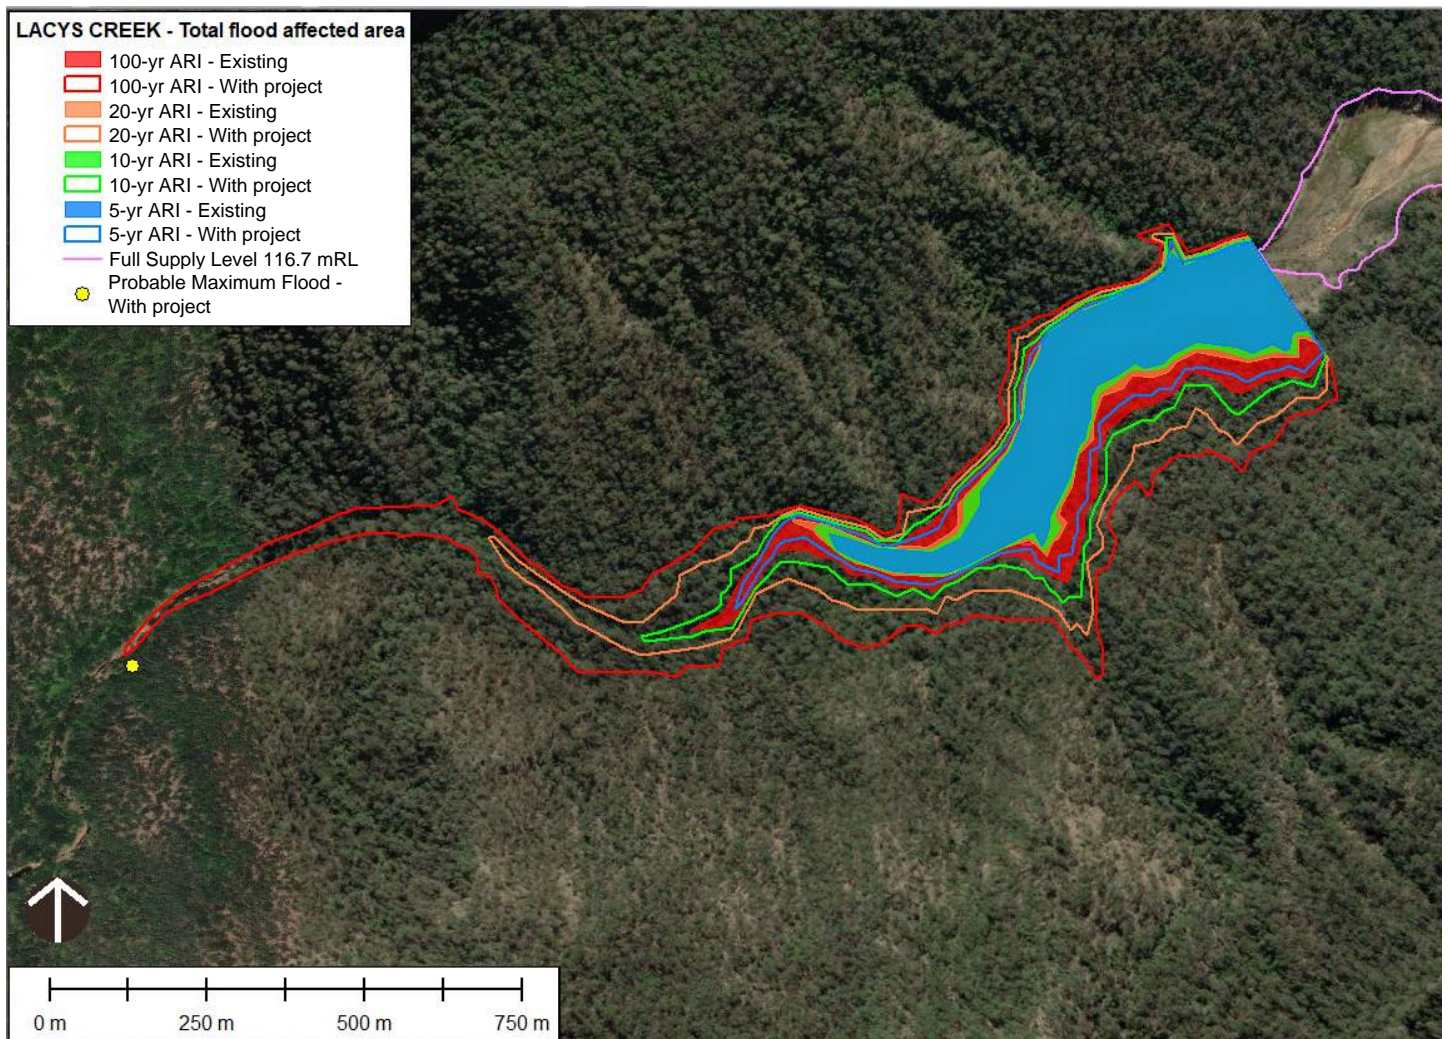 LACYS CREEK - Total flood affected area
100-yr ARI - Existing
100-yr ARI - With project
20-yr ARI - Existing
20-yr ARI - With project
10-yr ARI - Existing
10-yr ARI - With project
5-yr ARI - Existing
5-yr ARI - With project
Full Supply Level 116.7 mRL
Probable Maximum Flood -
With project
0 m 250 m 500 m 750 m